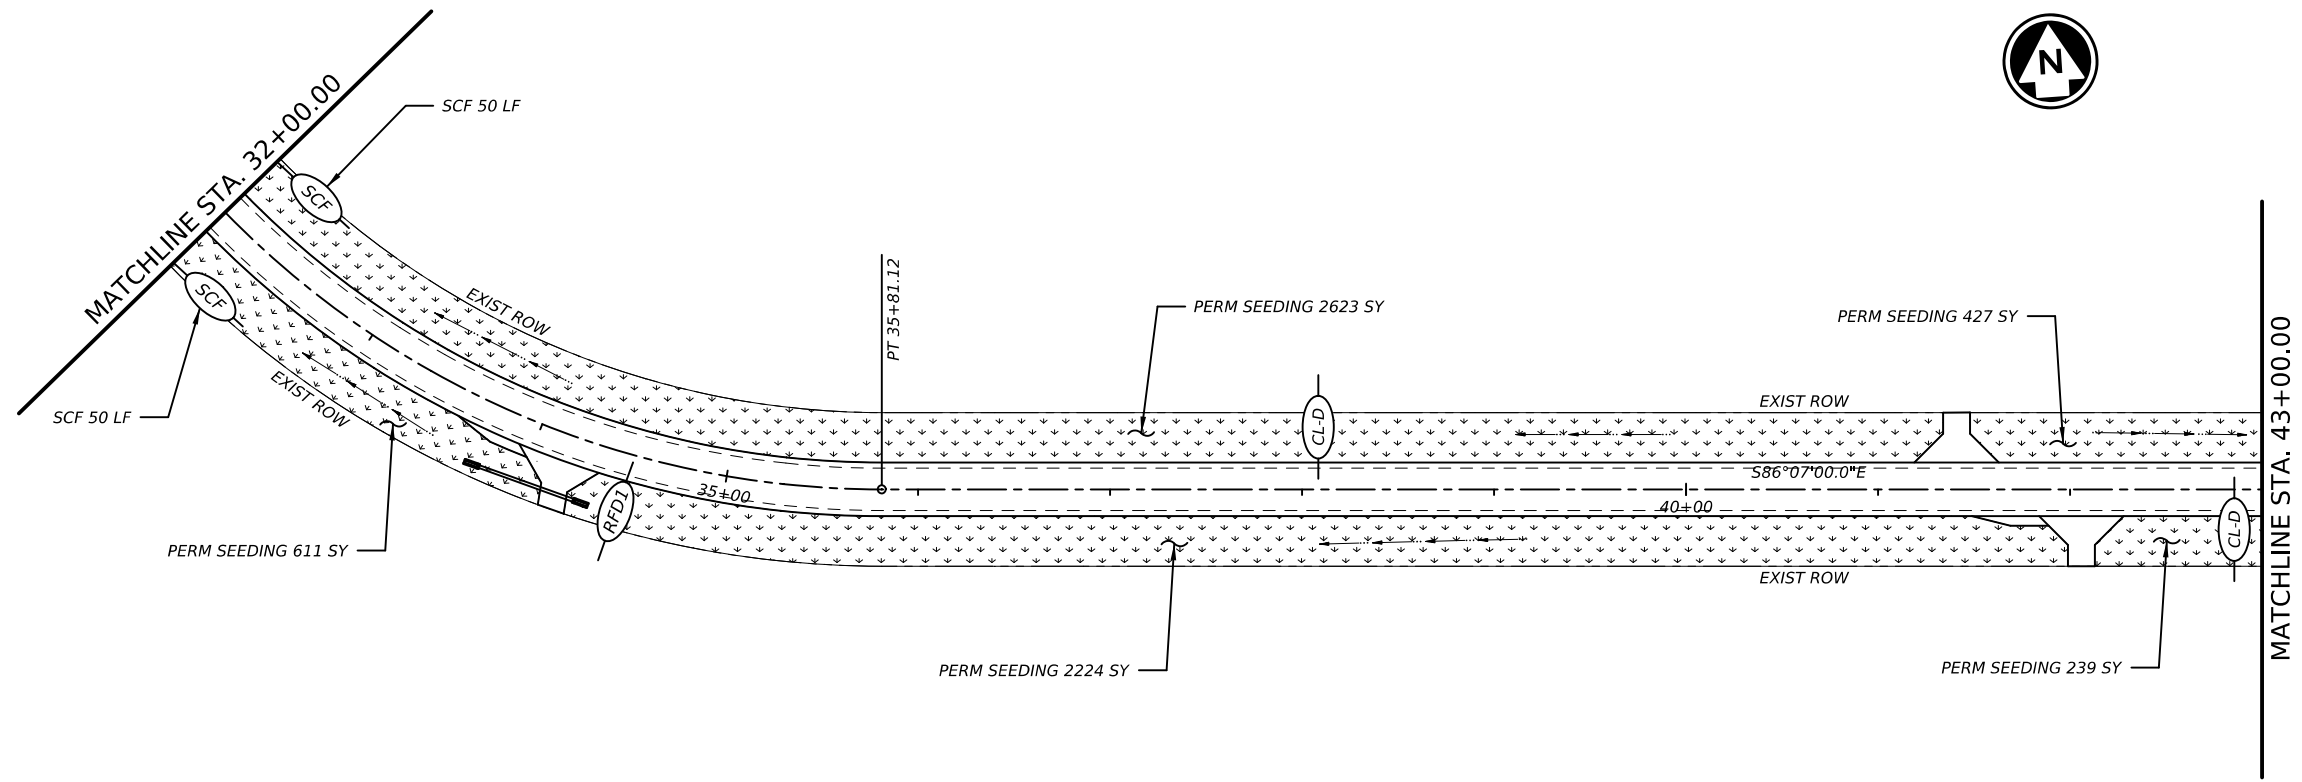 N
MATCHLINE STA. 32+00.00
SCF 50 LF
SCF
SCF
SCF 50 LF
EXIST ROW
EXIST ROW
PERM SEEDING 611 SY
RFD1
35+00
PT 35+81.12
PERM SEEDING 2623 SY
CL-D
PERM SEEDING 2224 SY
PERM SEEDING 427 SY
EXIST ROW
S86°07'00.0"E
40+00
EXIST ROW
PERM SEEDING 239 SY
CL-D
MATCHLINE STA. 43+00.00